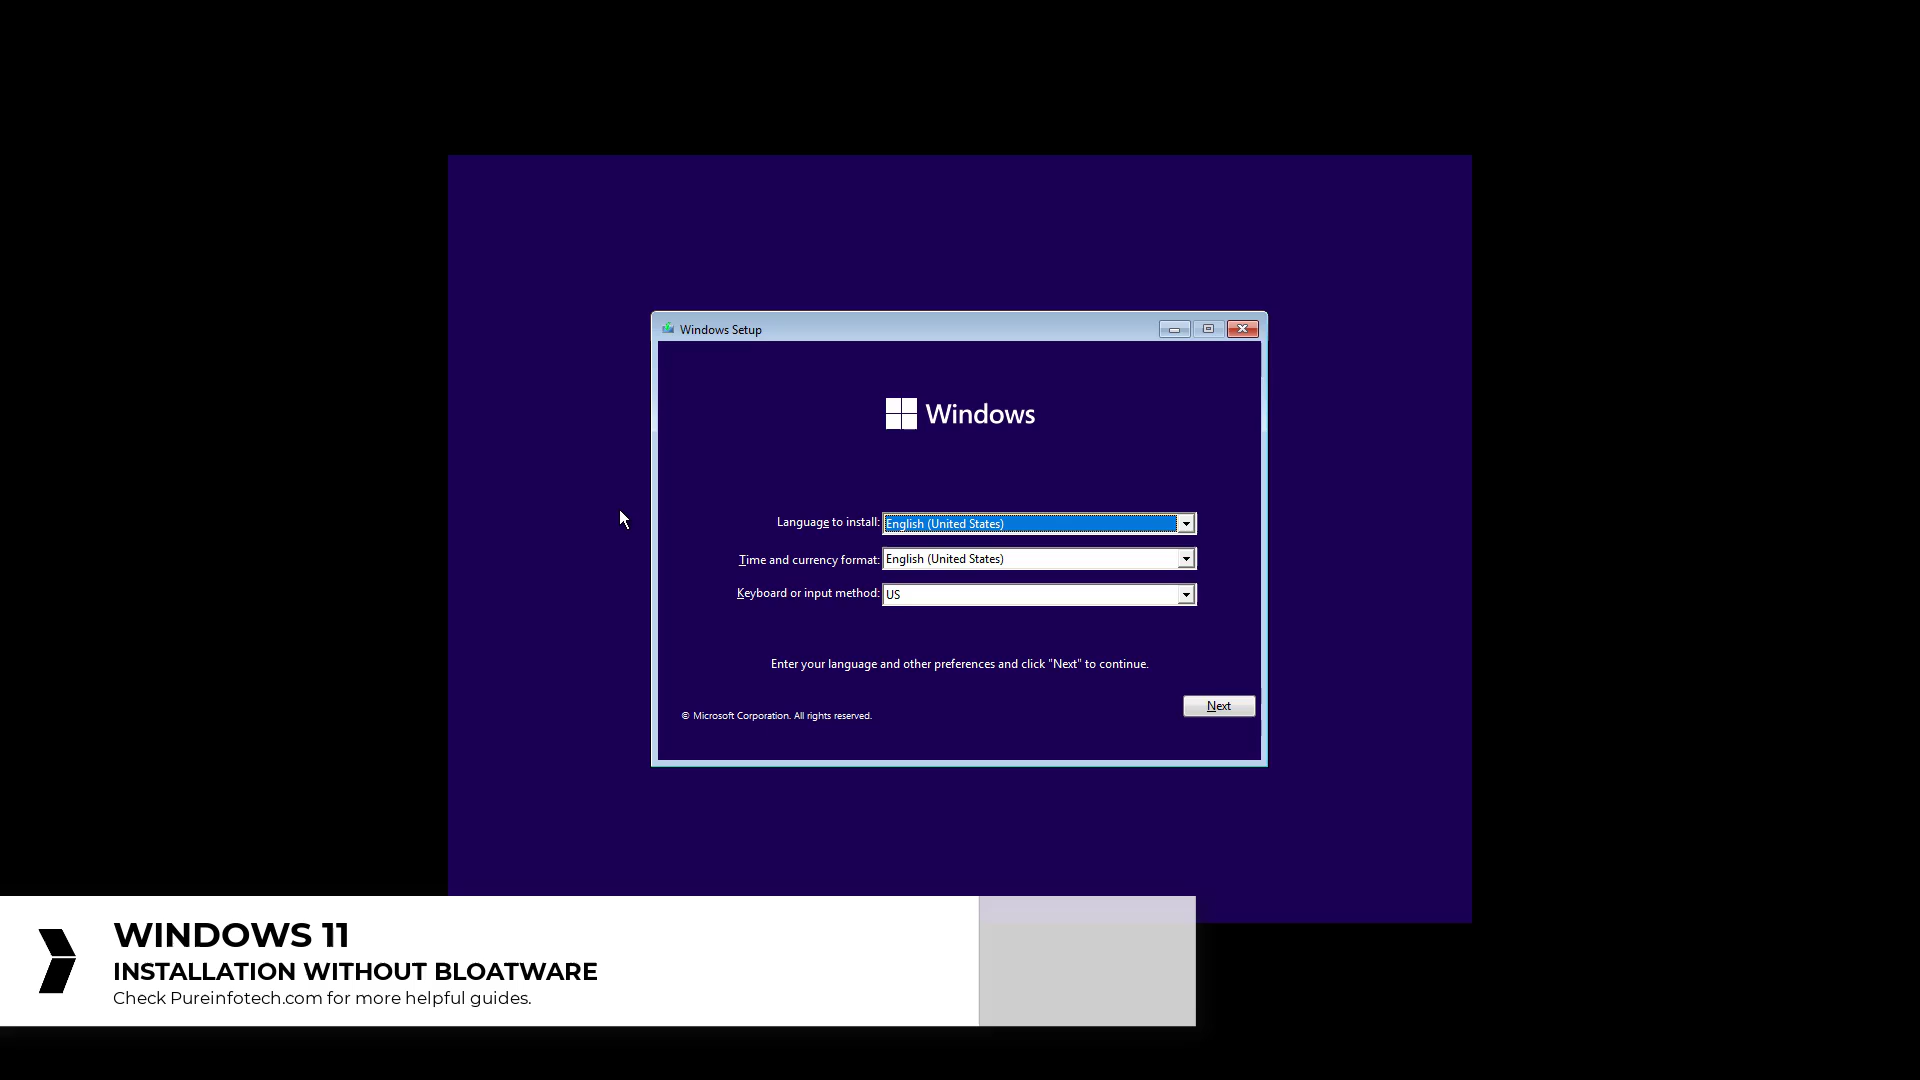 Windows Setup
Windows
Language to install: English (United States)
Time and currency format: English (United States)
Keyboard or input method: US
Enter your language and other preferences and click "Next" to continue.
Next
© Microsoft Corporation. All rights reserved.
WINDOWS 11
INSTALLATION WITHOUT BLOATWARE
Check Pureinfotech.com for more helpful guides.